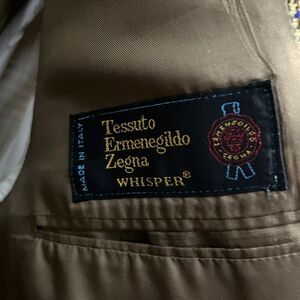 MADE IN ITALY
Tessuto
Ermenegildo
Zegna
WHISPER®
ERMENEGILDO
ZEGNA